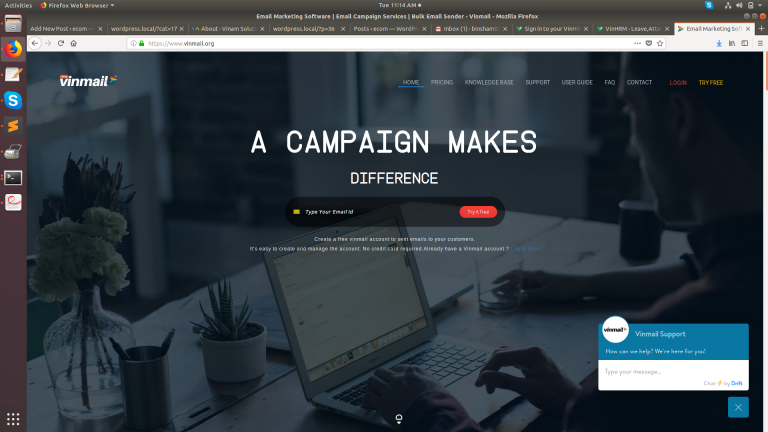 Activities
Firefox Web Browser
Tue 11:14 AM
Email Marketing Software | Email Campaign Services | Bulk Email Sender - Vinmail - Mozilla Firefox
Add New Post ‹ ecom —
wordpress.local/?cat=17
About - Vinam Soluti
wordpress.local/?p=36
Posts ‹ ecom — WordPr
Inbox (1) - binsham
Sign in to your VinH
VinHRM - Leave,Atte
Email Marketing Sof
https://www.vinmail.org
vinmail
HOME
PRICING
KNOWLEDGE BASE
SUPPORT
USER GUIDE
FAQ
CONTACT
LOGIN
TRY FREE
A CAMPAIGN MAKES
DIFFERENCE
Type Your Email Id
Try it free
Create a free vinmail account to sent emails to your customers.
It's easy to create and manage the account. No credit card required.Already have a Vinmail account ? Log in here
vinmail
Vinmail Support
How can we help? We're here for you!
Type your message...
Chat by Drift